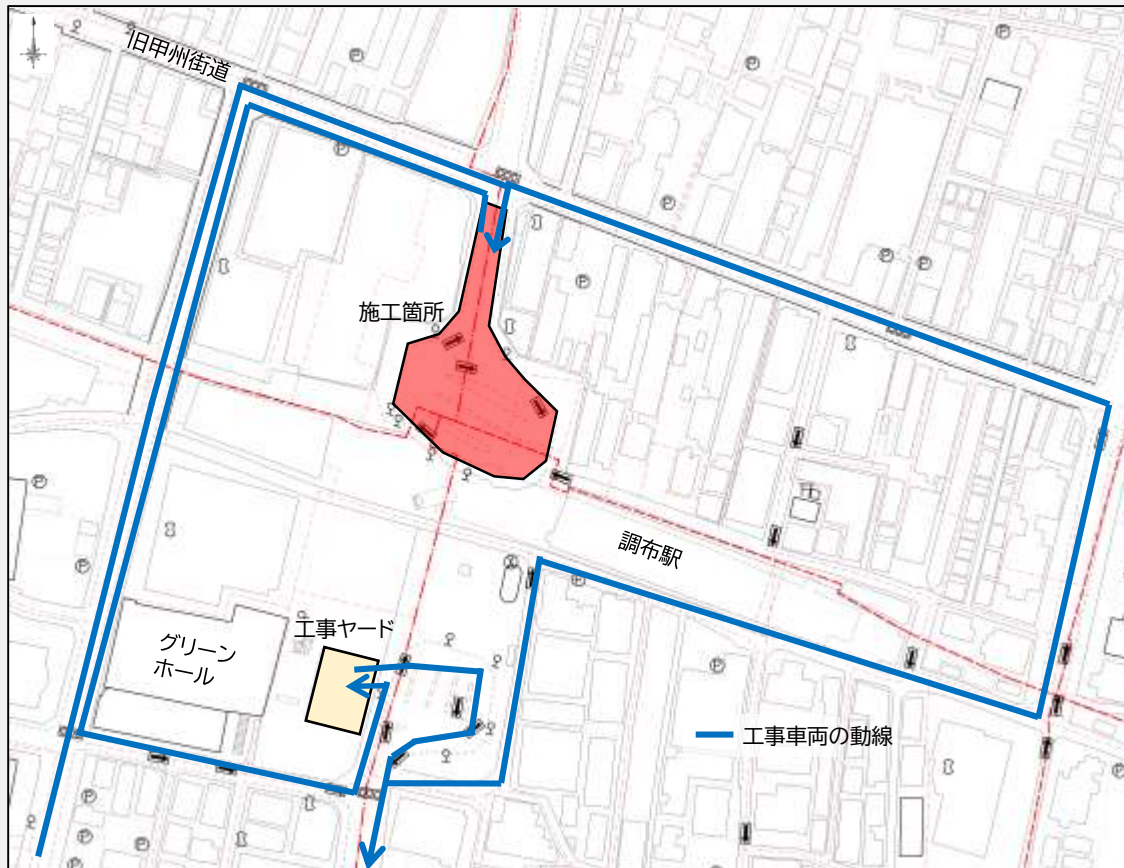 旧甲州街道
施工箇所
調布駅
工事ヤード
グリーン
ホール
工事車両の動線